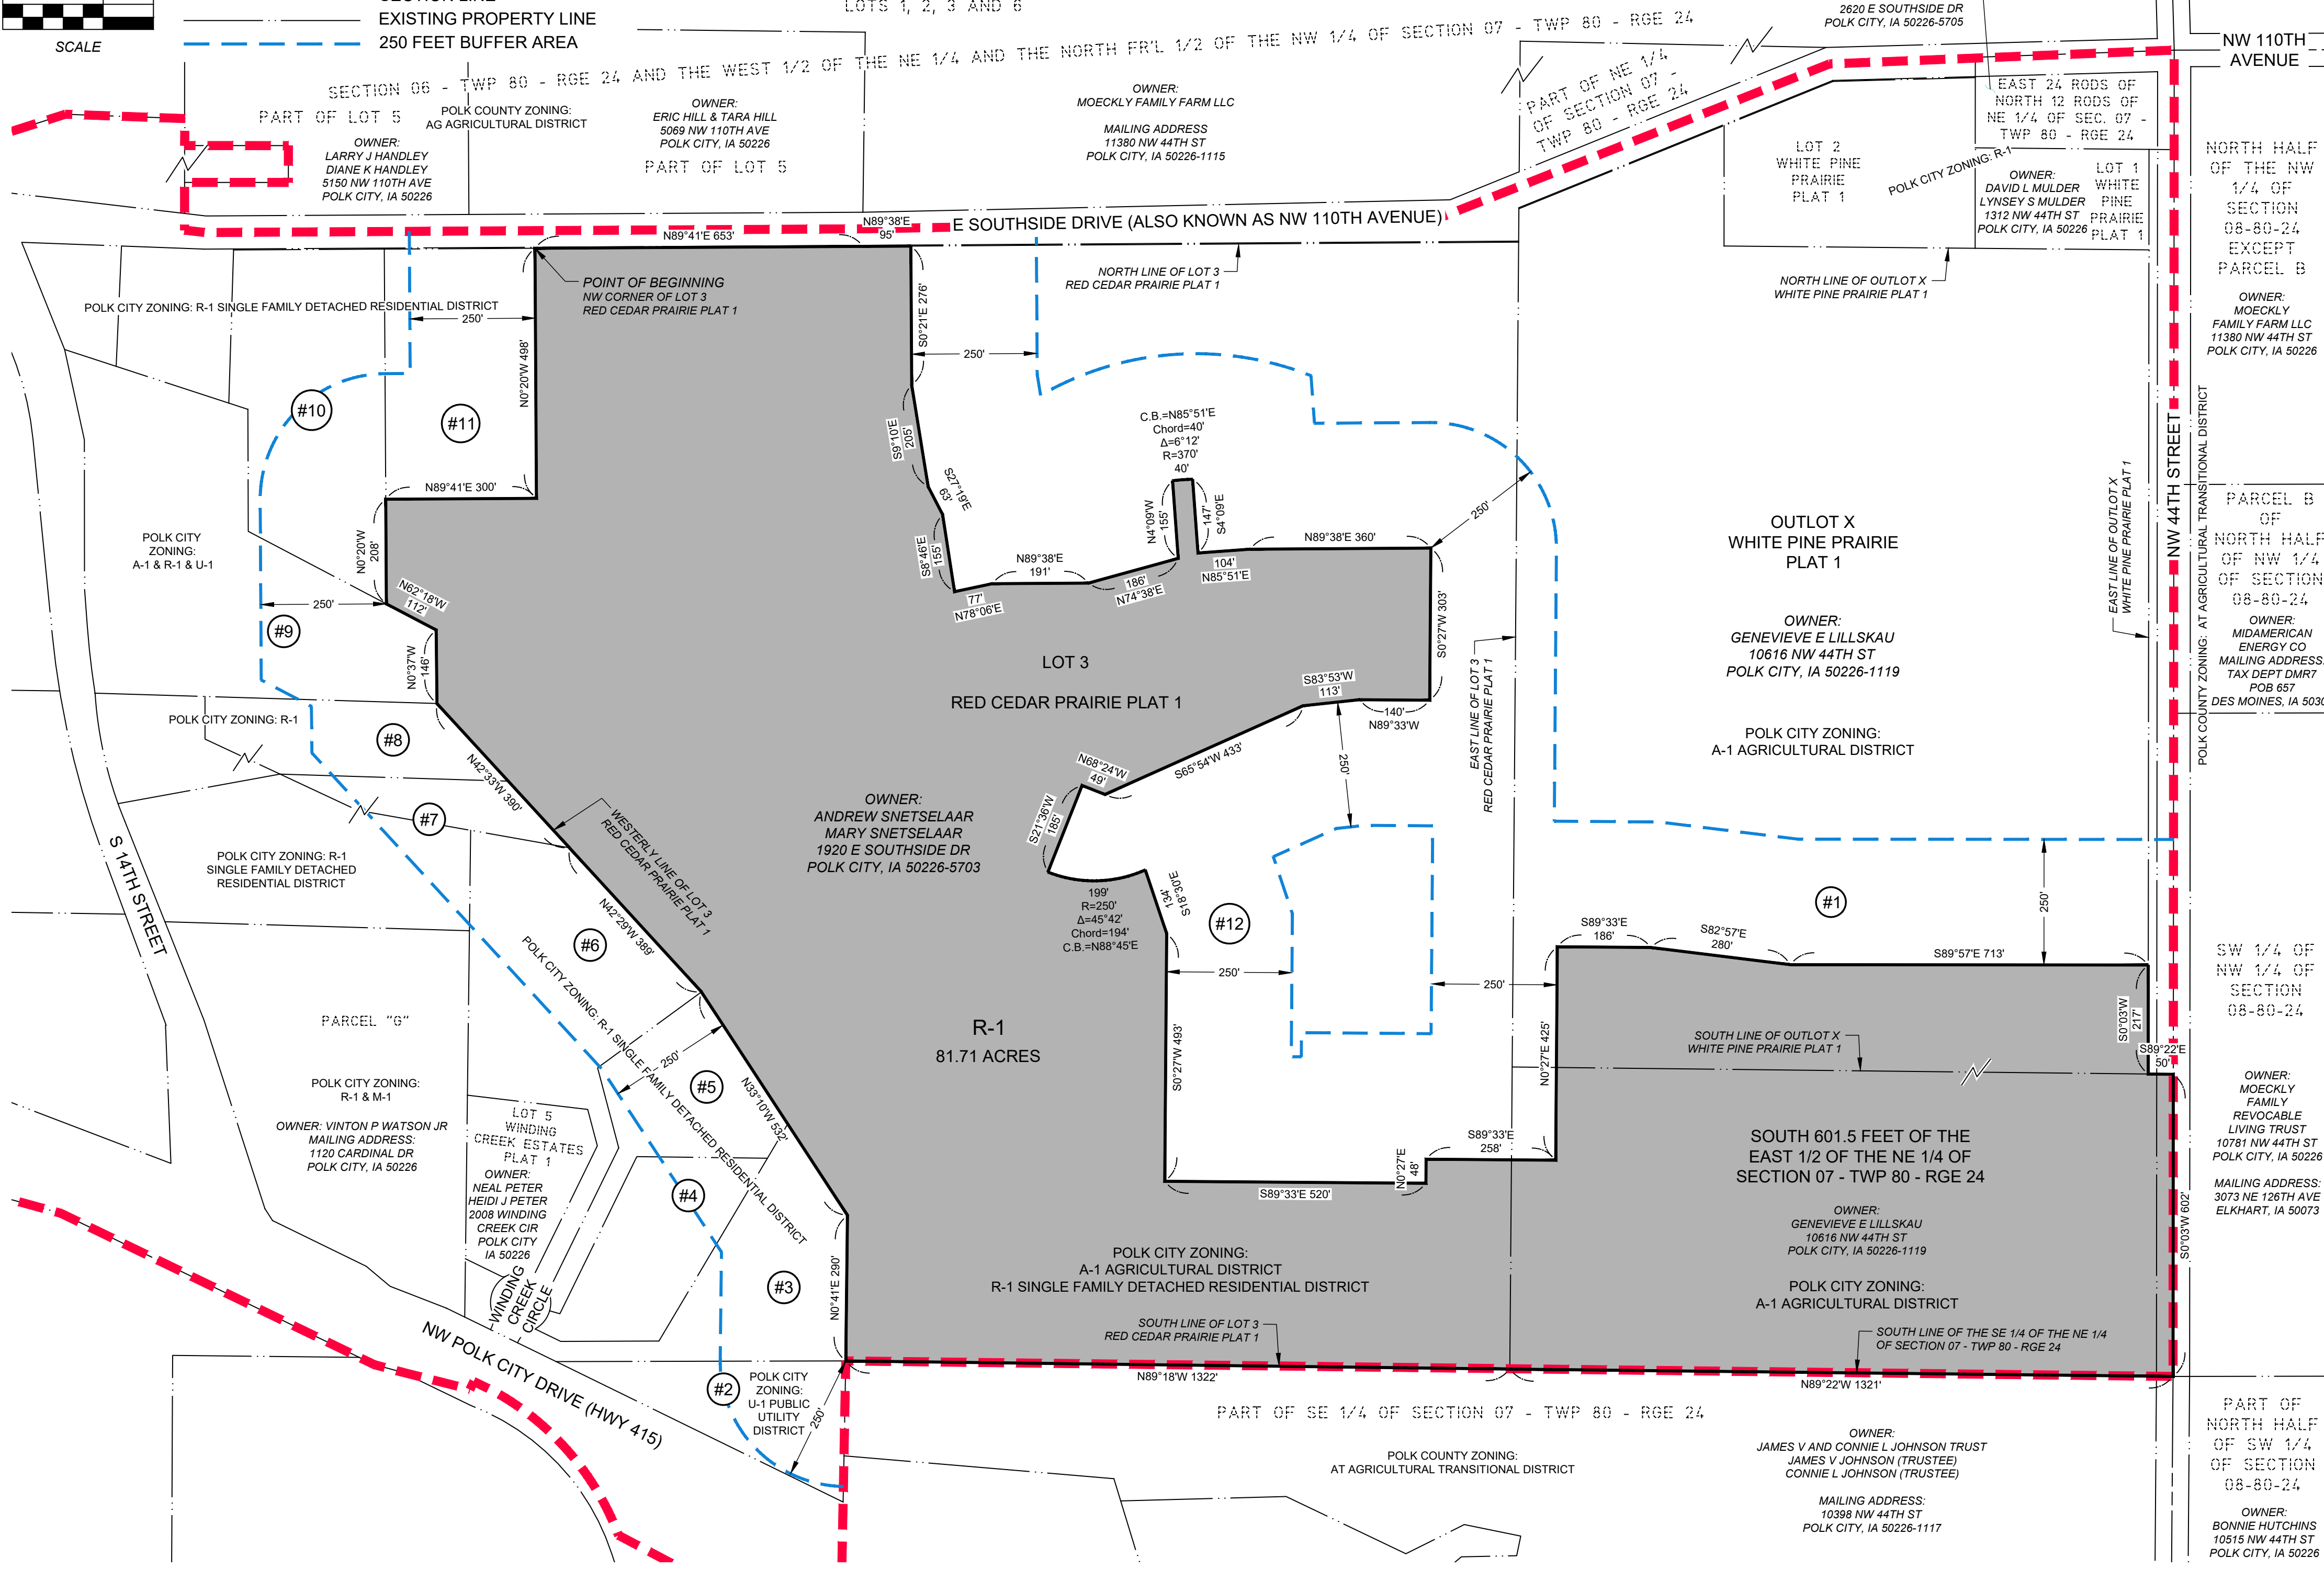 SCALE
EXISTING PROPERTY LINE
250 FEET BUFFER AREA
LOTS 1, 2, 3 AND 6
SECTION 06 - TWP 80 - RGE 24 AND THE WEST 1/2 OF THE NE 1/4 AND THE NORTH FR'L 1/2 OF THE NW 1/4 OF SECTION 07 - TWP 80 - RGE 24
2620 E SOUTHSIDE DR
POLK CITY, IA 50226-5705
NW 110TH
AVENUE
PART OF LOT 5
POLK COUNTY ZONING:
AG AGRICULTURAL DISTRICT
OWNER:
LARRY J HANDLEY
DIANE K HANDLEY
5150 NW 110TH AVE
POLK CITY, IA 50226
OWNER:
ERIC HILL & TARA HILL
5069 NW 110TH AVE
POLK CITY, IA 50226
PART OF LOT 5
OWNER:
MOECKLY FAMILY FARM LLC
MAILING ADDRESS
11380 NW 44TH ST
POLK CITY, IA 50226-1115
PART OF NE 1/4
OF SECTION 07 -
TWP 80 - RGE 24
EAST 24 RODS OF
NORTH 12 RODS OF
NE 1/4 OF SEC. 07 -
TWP 80 - RGE 24
LOT 2
WHITE PINE
PRAIRIE
PLAT 1
POLK CITY ZONING: R-1
OWNER:
DAVID L MULDER
LYNSEY S MULDER
1312 NW 44TH ST
POLK CITY, IA 50226
LOT 1
WHITE
PINE
PRAIRIE
PLAT 1
NORTH HALF
OF THE NW
1/4 OF
SECTION
08-80-24
EXCEPT
PARCEL B
OWNER:
MOECKLY
FAMILY FARM LLC
11380 NW 44TH ST
POLK CITY, IA 50226
E SOUTHSIDE DRIVE (ALSO KNOWN AS NW 110TH AVENUE)
N89°41'E 653'
N89°38'E
95'
POINT OF BEGINNING
NW CORNER OF LOT 3
RED CEDAR PRAIRIE PLAT 1
NORTH LINE OF LOT 3
RED CEDAR PRAIRIE PLAT 1
NORTH LINE OF OUTLOT X
WHITE PINE PRAIRIE PLAT 1
POLK CITY ZONING: R-1 SINGLE FAMILY DETACHED RESIDENTIAL DISTRICT
250'
S0°21'E 276'
250'
N0°20'W 498'
#10
#11
S9°10'E
205'
C.B.=N85°51'E
Chord=40'
Δ=6°12'
R=370'
40'
S27°19'E
63'
N89°41'E 300'
N4°09'W
155'
147'
S4°09'E
250'
NW 44TH STREET
POLK COUNTY ZONING: AT AGRICULTURAL TRANSITIONAL DISTRICT
EAST LINE OF OUTLOT X
WHITE PINE PRAIRIE PLAT 1
OUTLOT X
WHITE PINE PRAIRIE
PLAT 1
PARCEL B
OF
NORTH HALF
OF NW 1/4
OF SECTION
08-80-24
POLK CITY
ZONING:
A-1 & R-1 & U-1
N0°20'W
208'
S8°46'E
155'
N89°38'E
191'
77'
N78°06'E
186'
N74°38'E
104'
N85°51'E
N89°38'E 360'
N62°18'W
112'
250'
#9
N0°37'W
146'
S0°27'W 303'
OWNER:
GENEVIEVE E LILLSKAU
10616 NW 44TH ST
POLK CITY, IA 50226-1119
OWNER:
MIDAMERICAN
ENERGY CO
MAILING ADDRESS:
TAX DEPT DMR7
POB 657
DES MOINES, IA 5030
LOT 3
RED CEDAR PRAIRIE PLAT 1
EAST LINE OF LOT 3
RED CEDAR PRAIRIE PLAT 1
S83°53'W
113'
140'
N89°33'W
POLK CITY ZONING: R-1
#8
POLK CITY ZONING:
A-1 AGRICULTURAL DISTRICT
N42°33'W 390'
N68°24'W
49'
S65°54'W 433'
250'
#7
WESTERLY LINE OF LOT 3
RED CEDAR PRAIRIE PLAT 1
OWNER:
ANDREW SNETSELAAR
MARY SNETSELAAR
1920 E SOUTHSIDE DR
POLK CITY, IA 50226-5703
S21°36'W
185'
S 14TH STREET
POLK CITY ZONING: R-1
SINGLE FAMILY DETACHED
RESIDENTIAL DISTRICT
199'
R=250'
Δ=45°42'
Chord=194'
C.B.=N88°45'E
134'
S18°30'E
#12
#1
250'
#6
N42°29'W 389'
S89°33'E
186'
S82°57'E
280'
S89°57'E 713'
SW 1/4 OF
NW 1/4 OF
SECTION
08-80-24
POLK CITY ZONING: R-1 SINGLE FAMILY DETACHED RESIDENTIAL DISTRICT
250'
250'
PARCEL "G"
R-1
81.71 ACRES
S0°03'W
217'
S89°22'E
50'
SOUTH LINE OF OUTLOT X
WHITE PINE PRAIRIE PLAT 1
250'
#5
N33°10'W 532'
S0°27'W 493'
N0°27'E 425'
POLK CITY ZONING:
R-1 & M-1
OWNER: VINTON P WATSON JR
MAILING ADDRESS:
1120 CARDINAL DR
POLK CITY, IA 50226
LOT 5
WINDING
CREEK ESTATES
PLAT 1
OWNER:
NEAL PETER
HEIDI J PETER
2008 WINDING
CREEK CIR
POLK CITY
IA 50226
OWNER:
MOECKLY
FAMILY
REVOCABLE
LIVING TRUST
10781 NW 44TH ST
POLK CITY, IA 50226
MAILING ADDRESS:
3073 NE 126TH AVE
ELKHART, IA 50073
#4
S89°33'E
258'
N0°27'E
48'
S89°33'E 520'
SOUTH 601.5 FEET OF THE
EAST 1/2 OF THE NE 1/4 OF
SECTION 07 - TWP 80 - RGE 24
OWNER:
GENEVIEVE E LILLSKAU
10616 NW 44TH ST
POLK CITY, IA 50226-1119
S0°03'W 602'
#3
N0°41'E 290'
POLK CITY ZONING:
A-1 AGRICULTURAL DISTRICT
R-1 SINGLE FAMILY DETACHED RESIDENTIAL DISTRICT
POLK CITY ZONING:
A-1 AGRICULTURAL DISTRICT
WINDING
CREEK
CIRCLE
SOUTH LINE OF LOT 3
RED CEDAR PRAIRIE PLAT 1
SOUTH LINE OF THE SE 1/4 OF THE NE 1/4
OF SECTION 07 - TWP 80 - RGE 24
NW POLK CITY DRIVE (HWY 415)
#2
POLK CITY
ZONING:
U-1 PUBLIC
UTILITY
DISTRICT
250'
N89°18'W 1322'
N89°22'W 1321'
PART OF SE 1/4 OF SECTION 07 - TWP 80 - RGE 24
POLK COUNTY ZONING:
AT AGRICULTURAL TRANSITIONAL DISTRICT
OWNER:
JAMES V AND CONNIE L JOHNSON TRUST
JAMES V JOHNSON (TRUSTEE)
CONNIE L JOHNSON (TRUSTEE)
MAILING ADDRESS:
10398 NW 44TH ST
POLK CITY, IA 50226-1117
PART OF
NORTH HALF
OF SW 1/4
OF SECTION
08-80-24
OWNER:
BONNIE HUTCHINS
10515 NW 44TH ST
POLK CITY, IA 50226